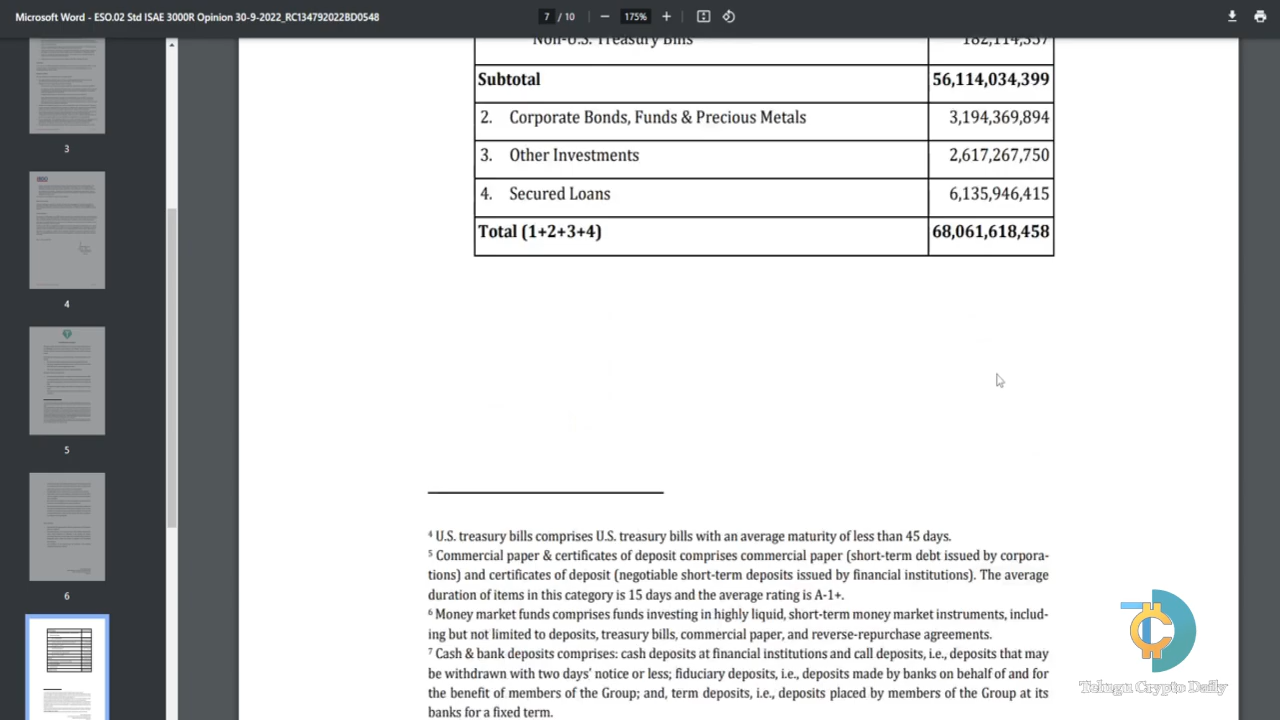 Microsoft Word - ESO.02 Std ISAE 3000R Opinion 30-9-2022_RC134792022BD0548
7 / 10
175%
Non-U.S. Treasury Bills 182,114,337
Subtotal 56,114,034,399
2. Corporate Bonds, Funds & Precious Metals 3,194,369,894
3. Other Investments 2,617,267,750
4. Secured Loans 6,135,946,415
Total (1+2+3+4) 68,061,618,458
3
4
5
6
4 U.S. treasury bills comprises U.S. treasury bills with an average maturity of less than 45 days.
5 Commercial paper & certificates of deposit comprises commercial paper (short-term debt issued by corpora-
tions) and certificates of deposit (negotiable short-term deposits issued by financial institutions). The average
duration of items in this category is 15 days and the average rating is A-1+.
6 Money market funds comprises funds investing in highly liquid, short-term money market instruments, includ-
ing but not limited to deposits, treasury bills, commercial paper, and reverse-repurchase agreements.
7 Cash & bank deposits comprises: cash deposits at financial institutions and call deposits, i.e., deposits that may
be withdrawn with two days' notice or less; fiduciary deposits, i.e., deposits made by banks on behalf of and for
the benefit of members of the Group; and, term deposits, i.e., deposits placed by members of the Group at its
banks for a fixed term.
Telugu Crypto Daily